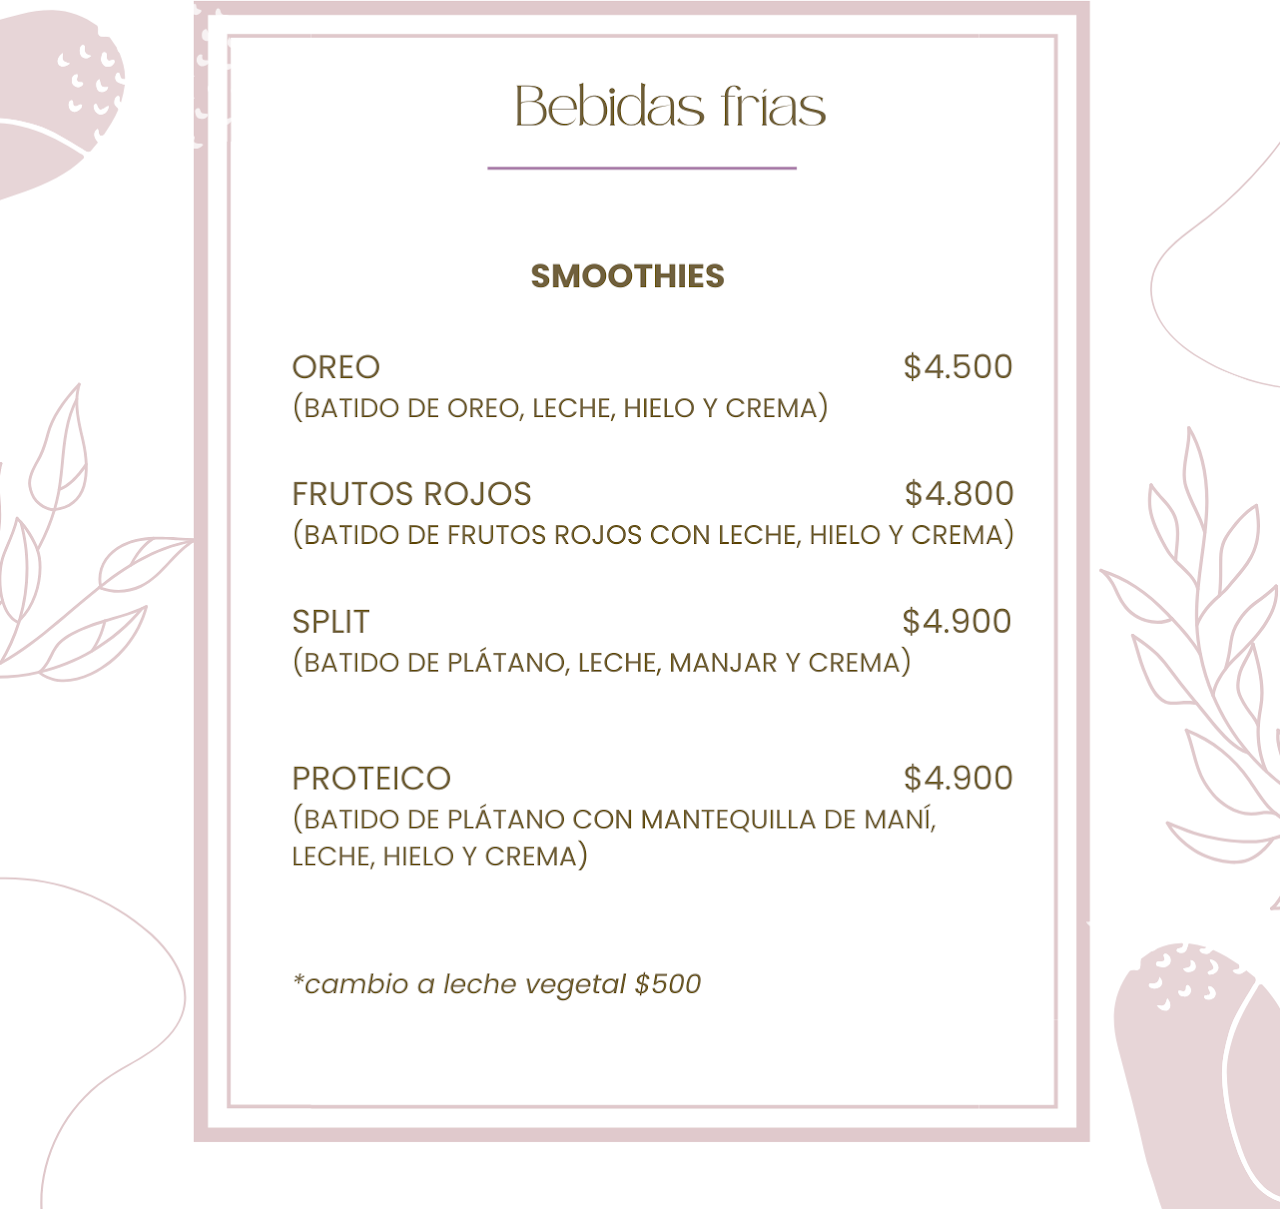 Bebidas frías
SMOOTHIES
OREO $4.500
(BATIDO DE OREO, LECHE, HIELO Y CREMA)
FRUTOS ROJOS $4.800
(BATIDO DE FRUTOS ROJOS CON LECHE, HIELO Y CREMA)
SPLIT $4.900
(BATIDO DE PLÁTANO, LECHE, MANJAR Y CREMA)
PROTEICO $4.900
(BATIDO DE PLÁTANO CON MANTEQUILLA DE MANÍ,
LECHE, HIELO Y CREMA)
*cambio a leche vegetal $500